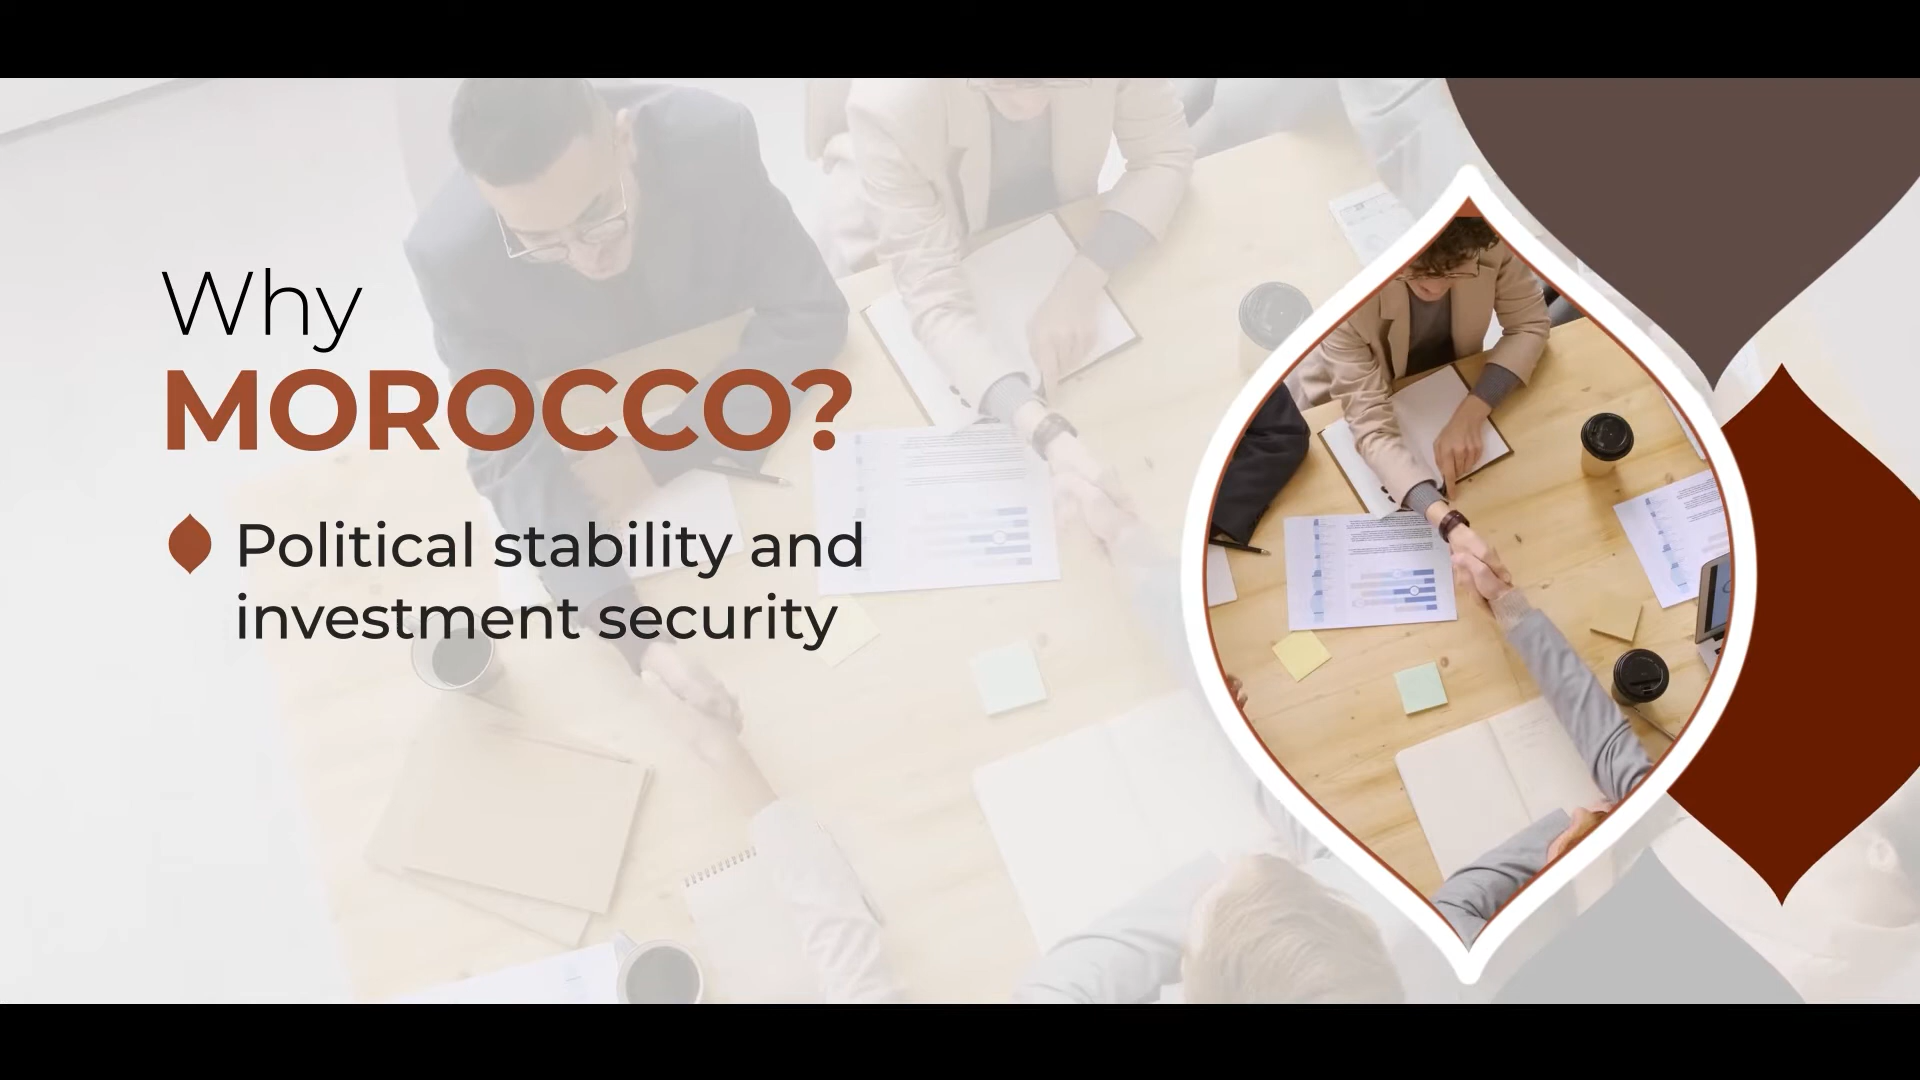 Why
MOROCCO?
Political stability and
investment security